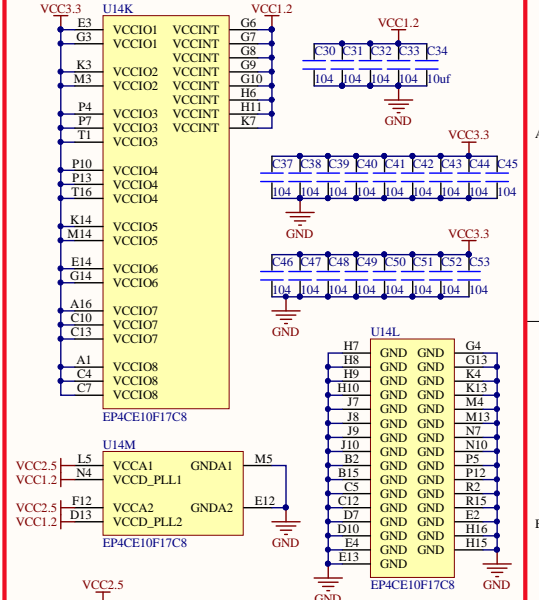 VCC3.3 U14K VCC1.2
E3 VCCIO1 VCCINT G6
G3 VCCIO1 VCCINT G7
VCCINT G8
K3 VCCIO2 VCCINT G9
M3 VCCIO2 VCCINT G10
VCCINT H6
P4 VCCIO3 VCCINT H11
P7 VCCIO3 VCCINT K7
T1 VCCIO3
P10 VCCIO4
P13 VCCIO4
T16 VCCIO4
K14 VCCIO5
M14 VCCIO5
E14 VCCIO6
G14 VCCIO6
A16 VCCIO7
C10 VCCIO7
C13 VCCIO7
A1 VCCIO8
C4 VCCIO8
C7 VCCIO8
EP4CE10F17C8
VCC1.2
C30 C31 C32 C33 C34
104 104 104 104 10uf
GND
VCC3.3
C37 C38 C39 C40 C41 C42 C43 C44 C45
104 104 104 104 104 104 104 104 104
GND
VCC3.3
C46 C47 C48 C49 C50 C51 C52 C53
104 104 104 104 104 104 104 104
GND
U14M
VCC2.5 L5 VCCA1 GNDA1 M5
VCC1.2 N4 VCCD_PLL1
VCC2.5 F12 VCCA2 GNDA2 E12
VCC1.2 D13 VCCD_PLL2
EP4CE10F17C8
GND
U14L
H7 GND GND G4
H8 GND GND G13
H9 GND GND K4
H10 GND GND K13
J7 GND GND M4
J8 GND GND M13
J9 GND GND N7
J10 GND GND N10
B2 GND GND P5
B15 GND GND P12
C5 GND GND R2
C12 GND GND R15
D7 GND GND E2
D10 GND GND H16
E4 GND GND H15
E13 GND
EP4CE10F17C8
GND GND
VCC2.5